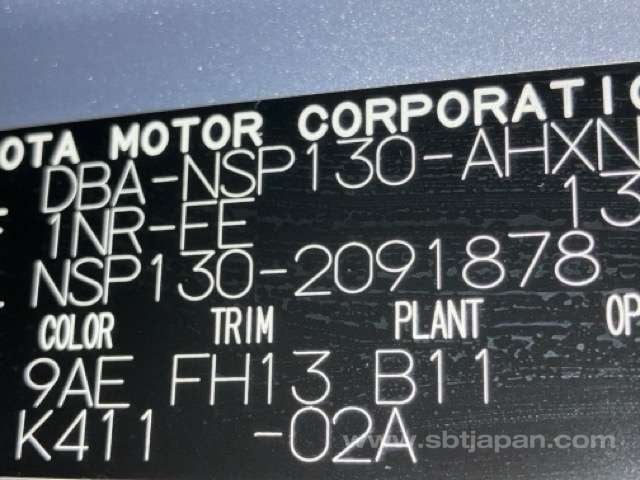 OTA MOTOR CORPORATIO
DBA-NSP130-AHXN
1NR-FE 13
NSP130-2091878
COLOR TRIM PLANT OP
9AE FH13 B11
K411 -02A
www.sbtjapan.com